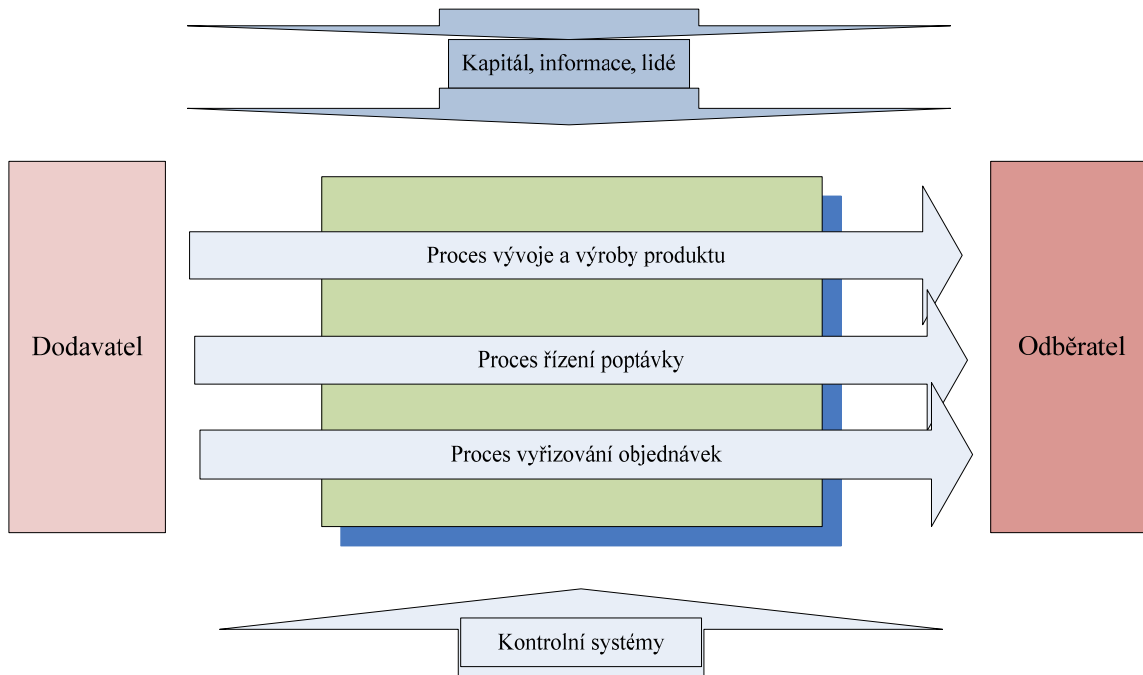 Kapitál, informace, lidé
Proces vývoje a výroby produktu
Dodavatel
Proces řízení poptávky
Odběratel
Proces vyřizování objednávek
Kontrolní systémy